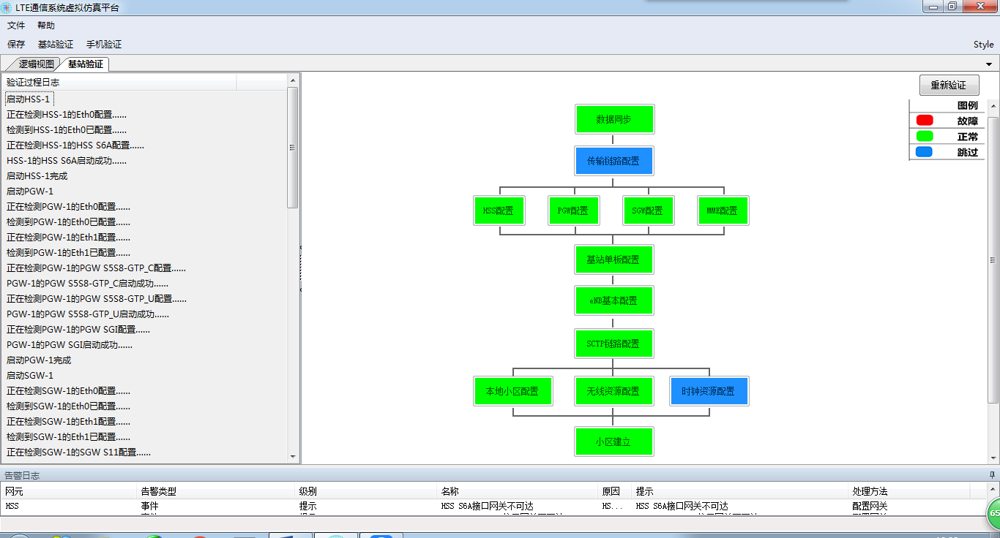 LTE通信系统虚拟仿真平台
文件 帮助
保存 基站验证 手机验证 Style
逻辑视图 基站验证
验证过程日志
启动HSS-1
正在检测HSS-1的Eth0配置......
检测到HSS-1的Eth0已配置......
正在检测HSS-1的HSS S6A配置......
HSS-1的HSS S6A启动成功......
启动HSS-1完成
启动PGW-1
正在检测PGW-1的Eth0配置......
检测到PGW-1的Eth0已配置......
正在检测PGW-1的Eth1配置......
检测到PGW-1的Eth1已配置......
正在检测PGW-1的PGW S5S8-GTP_C配置......
PGW-1的PGW S5S8-GTP_C启动成功......
正在检测PGW-1的PGW S5S8-GTP_U配置......
PGW-1的PGW S5S8-GTP_U启动成功......
正在检测PGW-1的PGW SGI配置......
PGW-1的PGW SGI启动成功......
启动PGW-1完成
启动SGW-1
正在检测SGW-1的Eth0配置......
检测到SGW-1的Eth0已配置......
正在检测SGW-1的Eth1配置......
检测到SGW-1的Eth1已配置......
正在检测SGW-1的SGW S11配置......
重新验证
图例
故障
正常
跳过
数据同步
传输链路配置
HSS配置 PGW配置 SGW配置 MME配置
基站单板配置
eNB基本配置
SCTP链路配置
本地小区配置 无线资源配置 时钟资源配置
小区建立
告警日志
网元 告警类型 级别 名称 原因 提示 处理方法
HSS 事件 提示 HSS S6A接口网关不可达 HS... HSS S6A接口网关不可达 配置网关
65